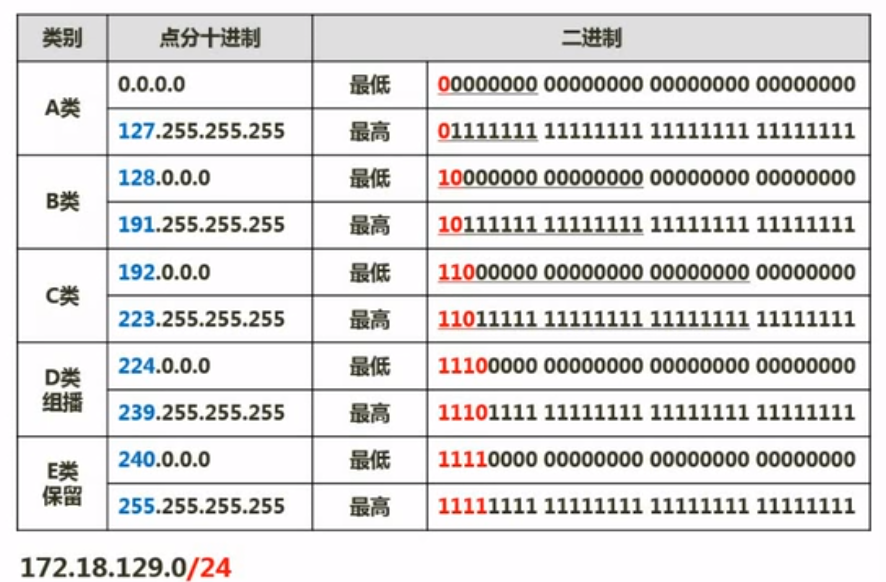 类别 点分十进制 二进制
A类 0.0.0.0 最低 00000000 00000000 00000000 00000000
127.255.255.255 最高 01111111 11111111 11111111 11111111
B类 128.0.0.0 最低 10000000 00000000 00000000 00000000
191.255.255.255 最高 10111111 11111111 11111111 11111111
C类 192.0.0.0 最低 11000000 00000000 00000000 00000000
223.255.255.255 最高 11011111 11111111 11111111 11111111
D类
组播 224.0.0.0 最低 11100000 00000000 00000000 00000000
239.255.255.255 最高 11101111 11111111 11111111 11111111
E类
保留 240.0.0.0 最低 11110000 00000000 00000000 00000000
255.255.255.255 最高 11111111 11111111 11111111 11111111
172.18.129.0/24